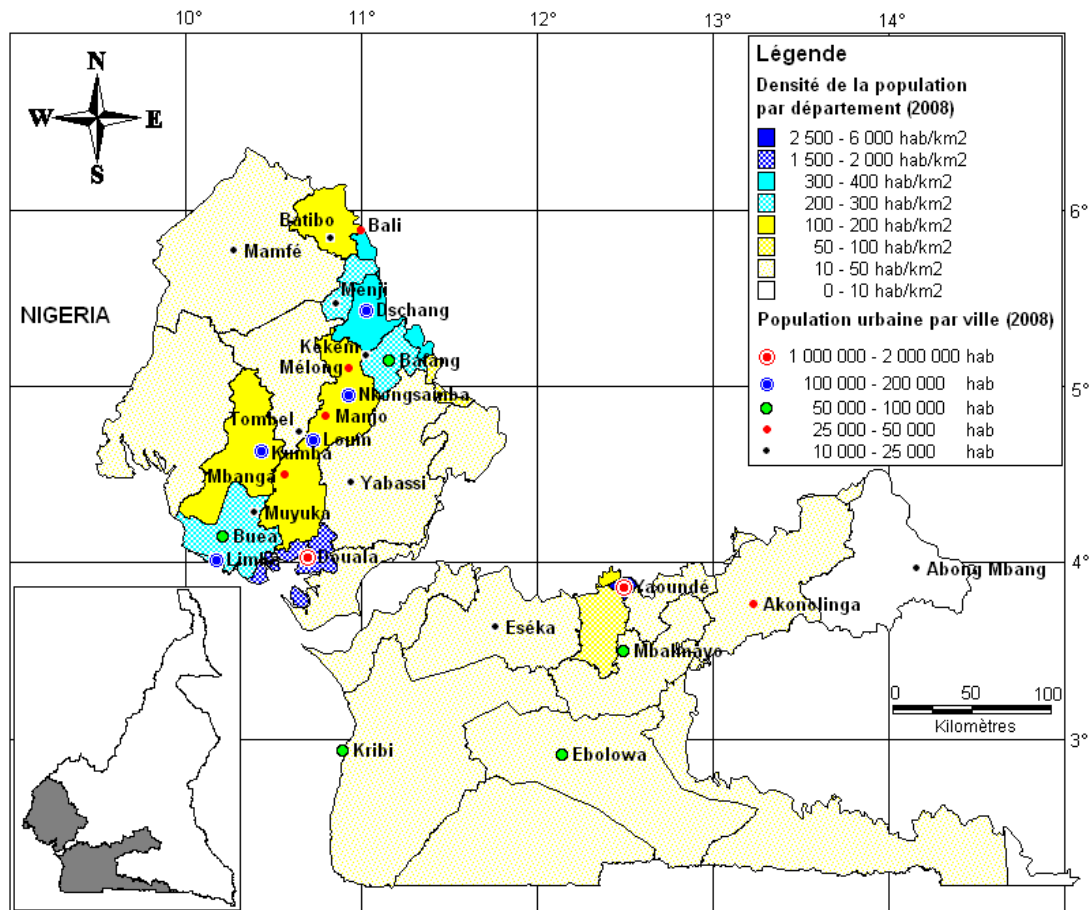 10° 11° 12° 13° 14°
N
W E
S
Légende
Densité de la population
par département (2008)
2 500 - 6 000 hab/km2
1 500 - 2 000 hab/km2
300 - 400 hab/km2
200 - 300 hab/km2
100 - 200 hab/km2
50 - 100 hab/km2
10 - 50 hab/km2
0 - 10 hab/km2
Population urbaine par ville (2008)
1 000 000 - 2 000 000 hab
100 000 - 200 000 hab
50 000 - 100 000 hab
25 000 - 50 000 hab
10 000 - 25 000 hab
6°
Batibo
Bali
Mamfé
NIGERIA
Menji
Dschang
Kékem
Bafang
Mélong
5°
Nkongsamba
Tombel
Manjo
Loum
Kumba
Mbanga
Yabassi
Muyuka
Buea
Limbé
Douala
4°
Yaoundé
Abong Mbang
Akonolinga
Eséka
Mbalmayo
0 50 100
Kilomètres
3°
Kribi
Ebolowa